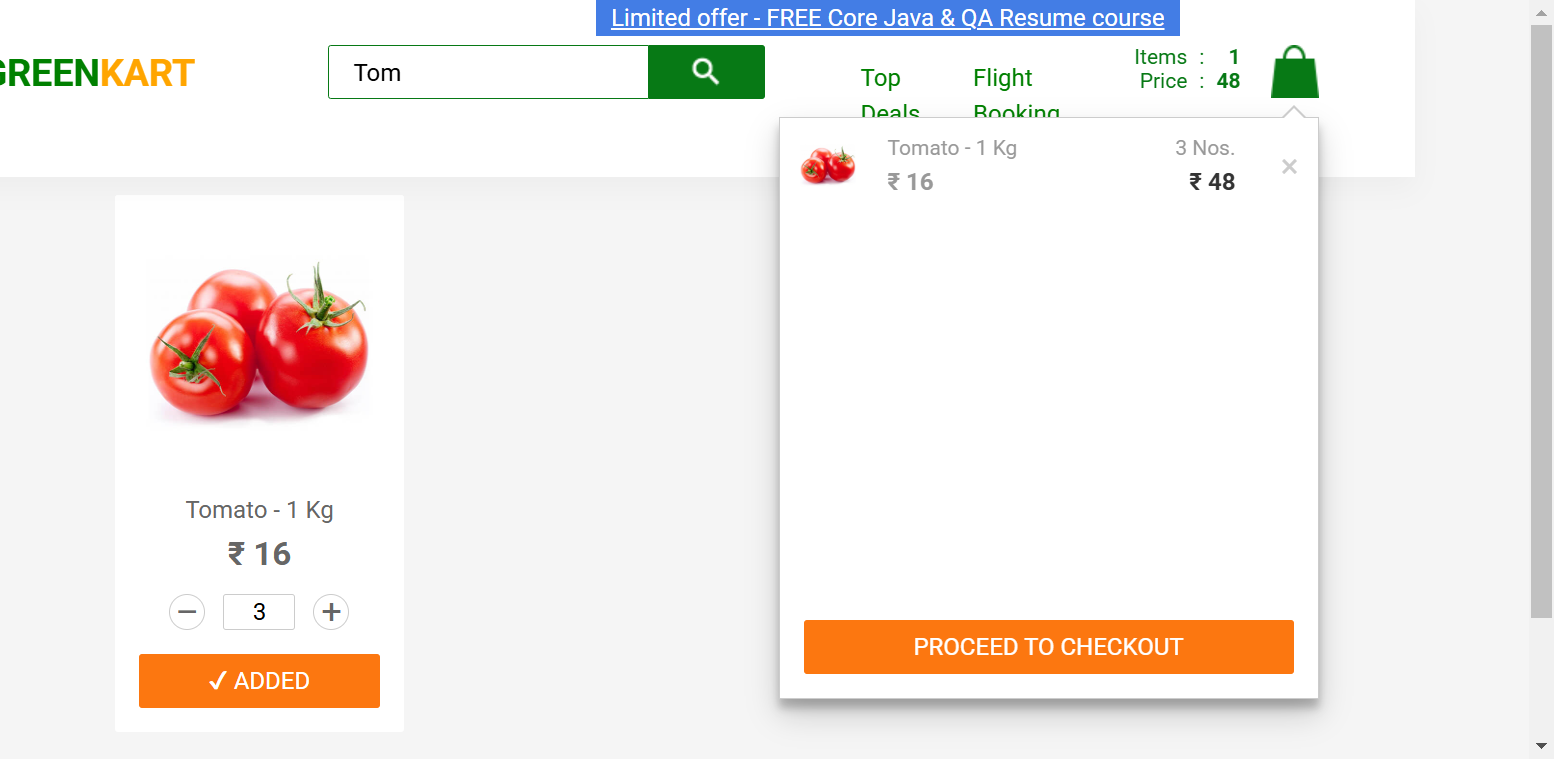 Limited offer - FREE Core Java & QA Resume course
GREENKART
Tom
Top
Deals
Flight
Booking
Items : 1
Price : 48
Tomato - 1 Kg
₹ 16
3 Nos.
₹ 48
×
PROCEED TO CHECKOUT
Tomato - 1 Kg
₹ 16
− 3 +
✓ ADDED